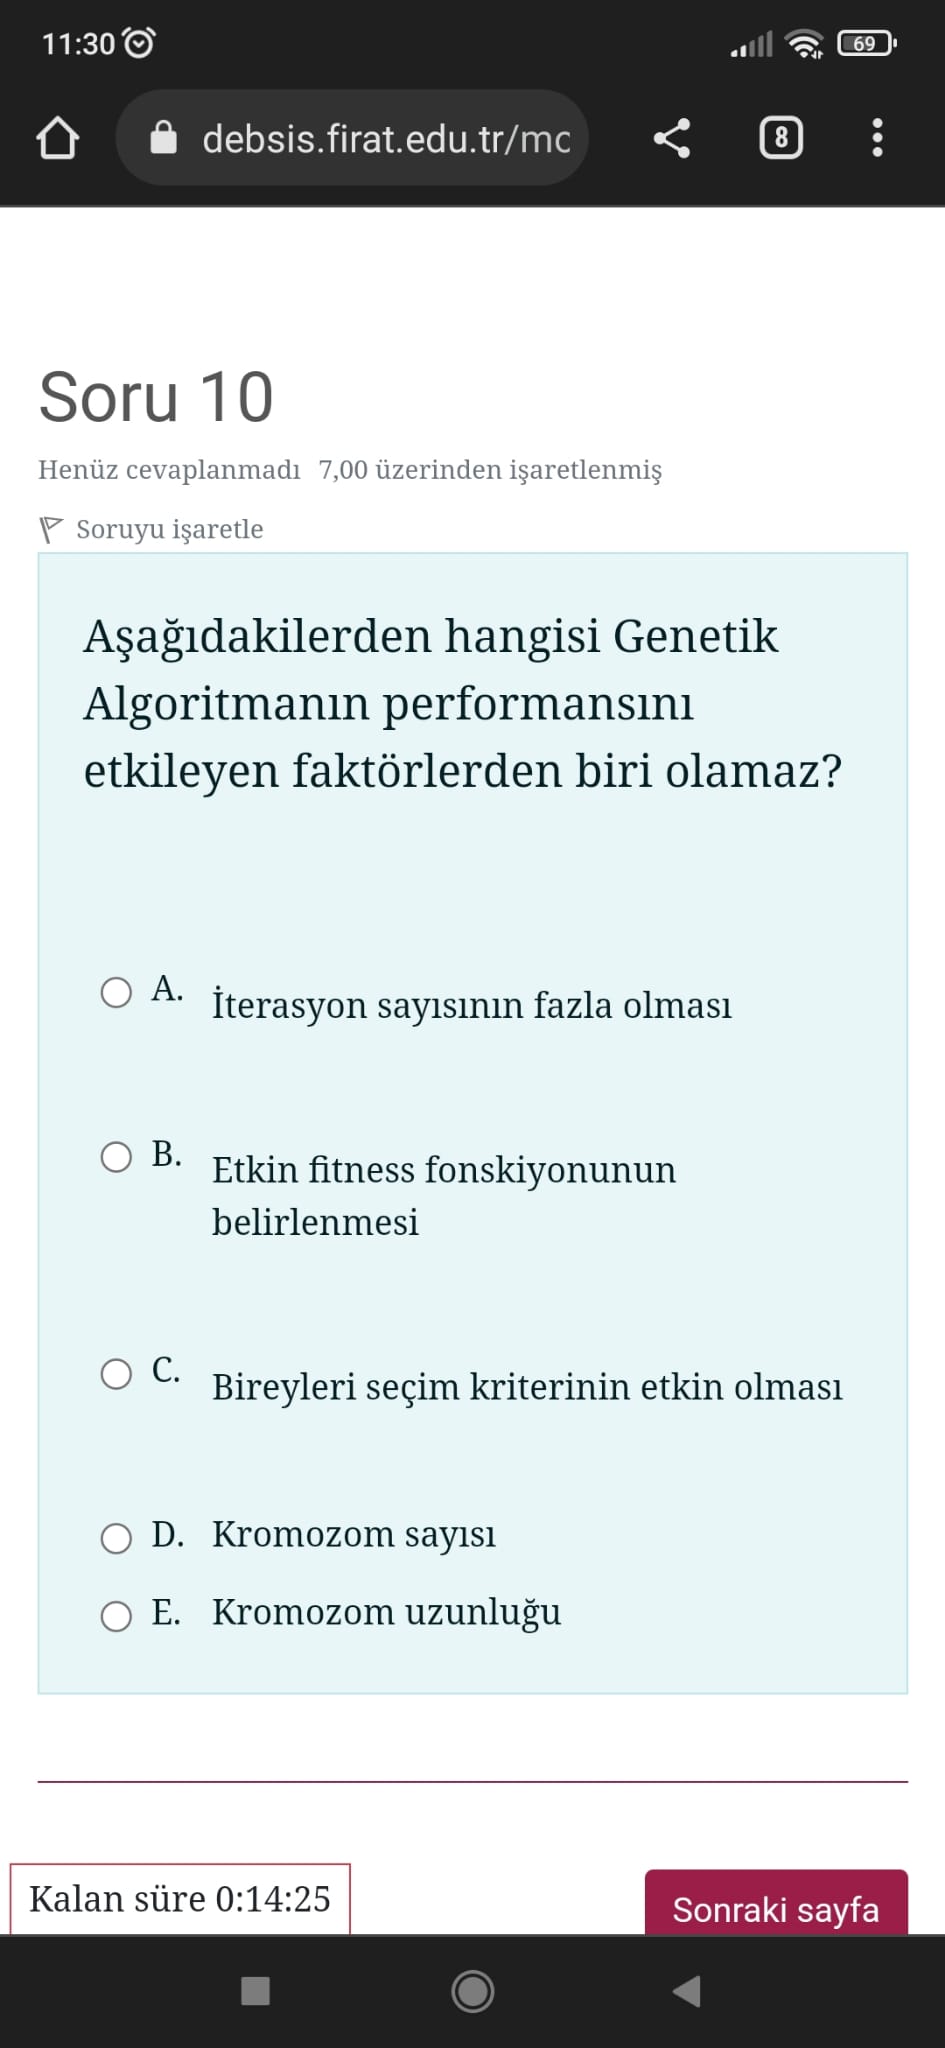 11:30
69
debsis.firat.edu.tr/mc
8
Soru 10
Henüz cevaplanmadı 7,00 üzerinden işaretlenmiş
Soruyu işaretle
Aşağıdakilerden hangisi Genetik
Algoritmanın performansını
etkileyen faktörlerden biri olamaz?
A. İterasyon sayısının fazla olması
B. Etkin fitness fonskiyonunun
belirlenmesi
C. Bireyleri seçim kriterinin etkin olması
D. Kromozom sayısı
E. Kromozom uzunluğu
Kalan süre 0:14:25
Sonraki sayfa